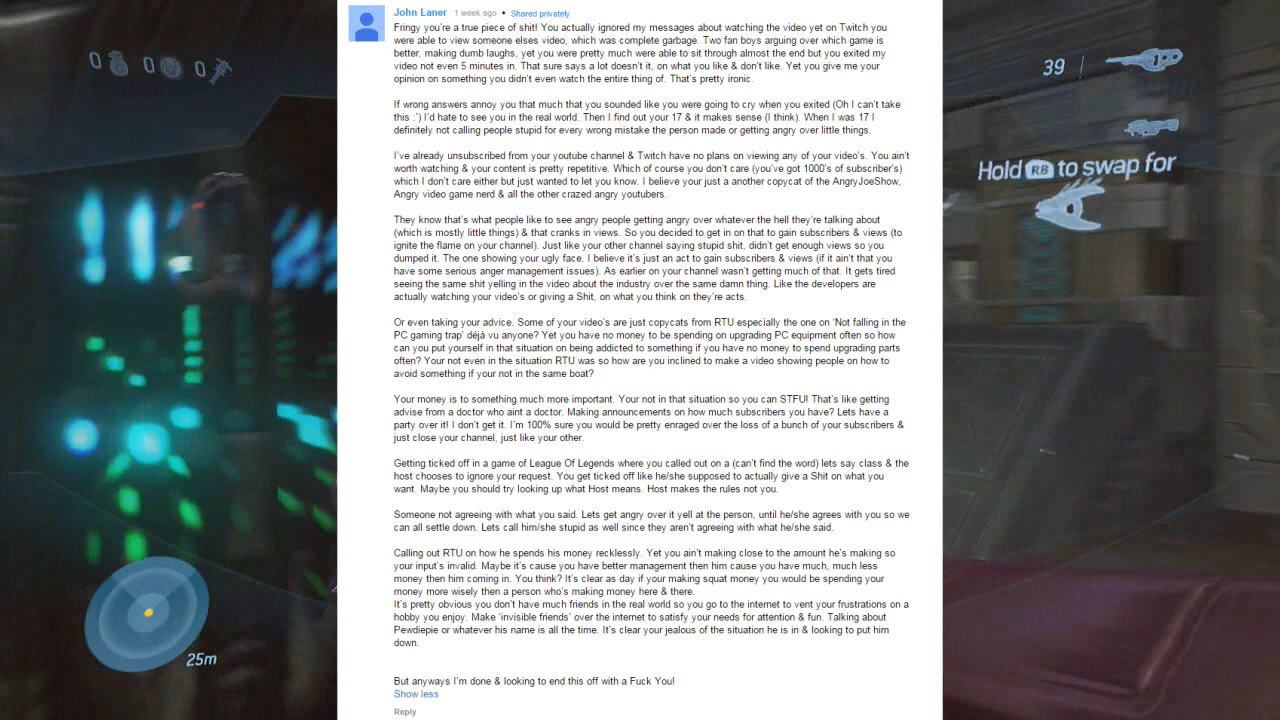 John Laner 1 week ago • Shared privately
Fringy you're a true piece of shit! You actually ignored my messages about watching the video yet on Twitch you
were able to view someone elses video, which was complete garbage. Two fan boys arguing over which game is
better, making dumb laughs, yet you were pretty much were able to sit through almost the end but you exited my
video not even 5 minutes in. That sure says a lot doesn't it, on what you like & don't like. Yet you give me your
opinion on something you didn't even watch the entire thing of. That's pretty ironic.
If wrong answers annoy you that much that you sounded like you were going to cry when you exited (Oh I can't take
this :') I'd hate to see you in the real world. Then I find out your 17 & it makes sense (I think). When I was 17 I
definitely not calling people stupid for every wrong mistake the person made or getting angry over little things.
I've already unsubscribed from your youtube channel & Twitch have no plans on viewing any of your video's. You ain't
worth watching & your content is pretty repetitive. Which of course you don't care (you've got 1000's of subscriber's)
which I don't care either but just wanted to let you know. I believe your just a another copycat of the AngryJoeShow,
Angry video game nerd & all the other crazed angry youtubers.
They know that's what people like to see angry people getting angry over whatever the hell they're talking about
(which is mostly little things) & that cranks in views. So you decided to get in on that to gain subscribers & views (to
ignite the flame on your channel). Just like your other channel saying stupid shit, didn't get enough views so you
dumped it. The one showing your ugly face. I believe it's just an act to gain subscribers & views (if it ain't that you
have some serious anger management issues). As earlier on your channel wasn't getting much of that. It gets tired
seeing the same shit yelling in the video about the industry over the same damn thing. Like the developers are
actually watching your video's or giving a Shit, on what you think on they're acts.
Or even taking your advice. Some of your video's are just copycats from RTU especially the one on 'Not falling in the
PC gaming trap' déjà vu anyone? Yet you have no money to be spending on upgrading PC equipment often so how
can you put yourself in that situation on being addicted to something if you have no money to spend upgrading parts
often? Your not even in the situation RTU was so how are you inclined to make a video showing people on how to
avoid something if your not in the same boat?
Your money is to something much more important. Your not in that situation so you can STFU! That's like getting
advise from a doctor who aint a doctor. Making announcements on how much subscribers you have? Lets have a
party over it! I don't get it. I'm 100% sure you would be pretty enraged over the loss of a bunch of your subscribers &
just close your channel, just like your other.
Getting ticked off in a game of League Of Legends where you called out on a (can't find the word) lets say class & the
host chooses to ignore your request. You get ticked off like he/she supposed to actually give a Shit on what you
want. Maybe you should try looking up what Host means. Host makes the rules not you.
Someone not agreeing with what you said. Lets get angry over it yell at the person, until he/she agrees with you so we
can all settle down. Lets call him/she stupid as well since they aren't agreeing with what he/she said.
Calling out RTU on how he spends his money recklessly. Yet you ain't making close to the amount he's making so
your input's invalid. Maybe it's cause you have better management then him cause you have much, much less
money then him coming in. You think? It's clear as day if your making squat money you would be spending your
money more wisely then a person who's making money here & there.
It's pretty obvious you don't have much friends in the real world so you go to the internet to vent your frustrations on a
hobby you enjoy. Make 'invisible friends' over the internet to satisfy your needs for attention & fun. Talking about
Pewdiepie or whatever his name is all the time. It's clear your jealous of the situation he is in & looking to put him
down.
But anyways I'm done & looking to end this off with a Fuck You!
Show less
Reply
0 0 0
25m
39
Hold RB to swap for